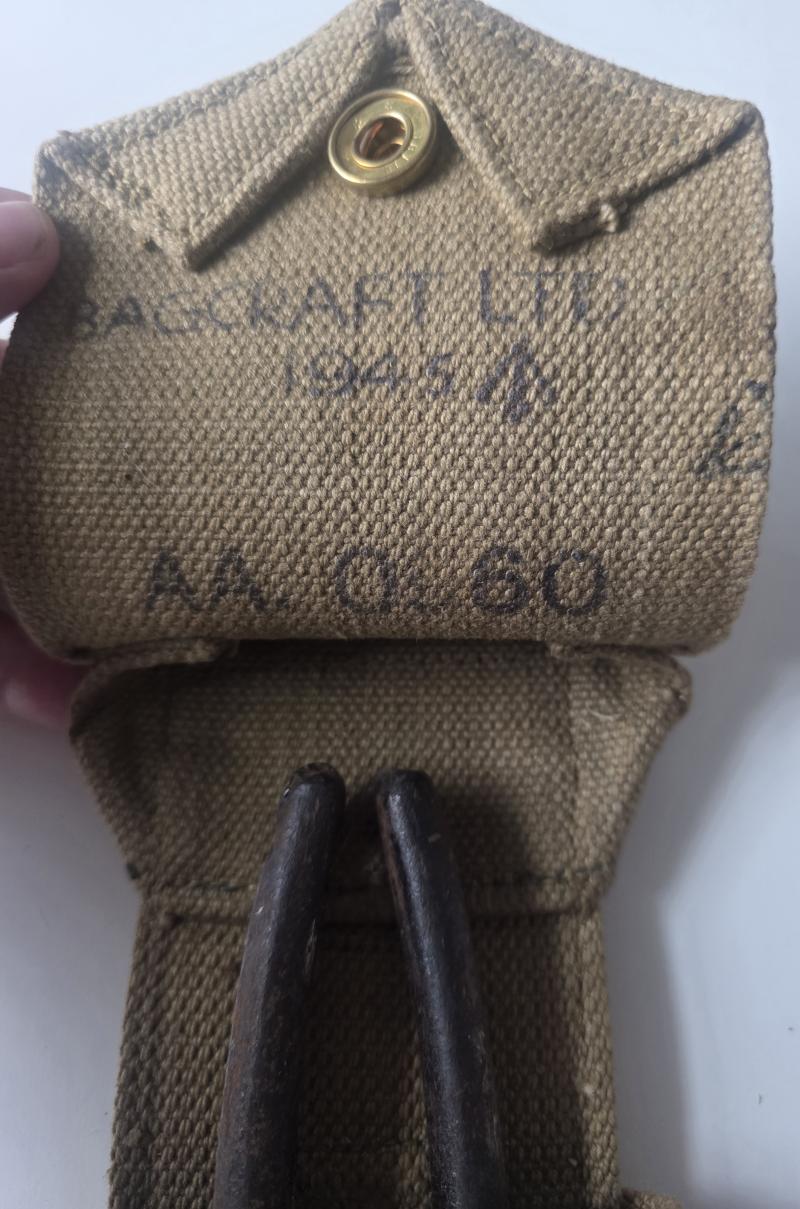 BAGCRAFT LTD
1945
AA. Q. 60